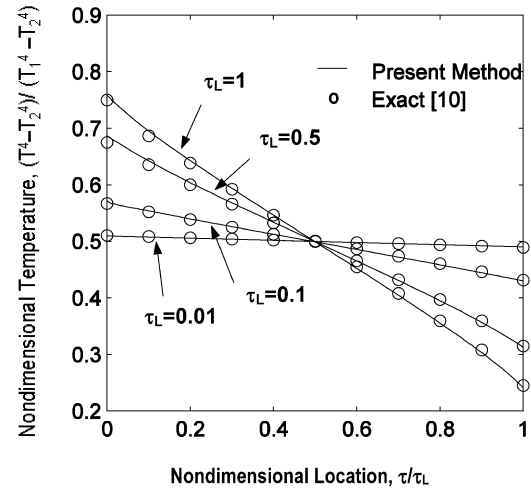 Nondimensional Temperature, (T⁴–T₂⁴)/ (T₁⁴ –T₂⁴)
0.9
0.8
0.7
0.6
0.5
0.4
0.3
0.2
τL=1
Present Method
Exact [10]
τL=0.5
τL=0.1
τL=0.01
0 0.2 0.4 0.6 0.8 1
Nondimensional Location, τ/τL